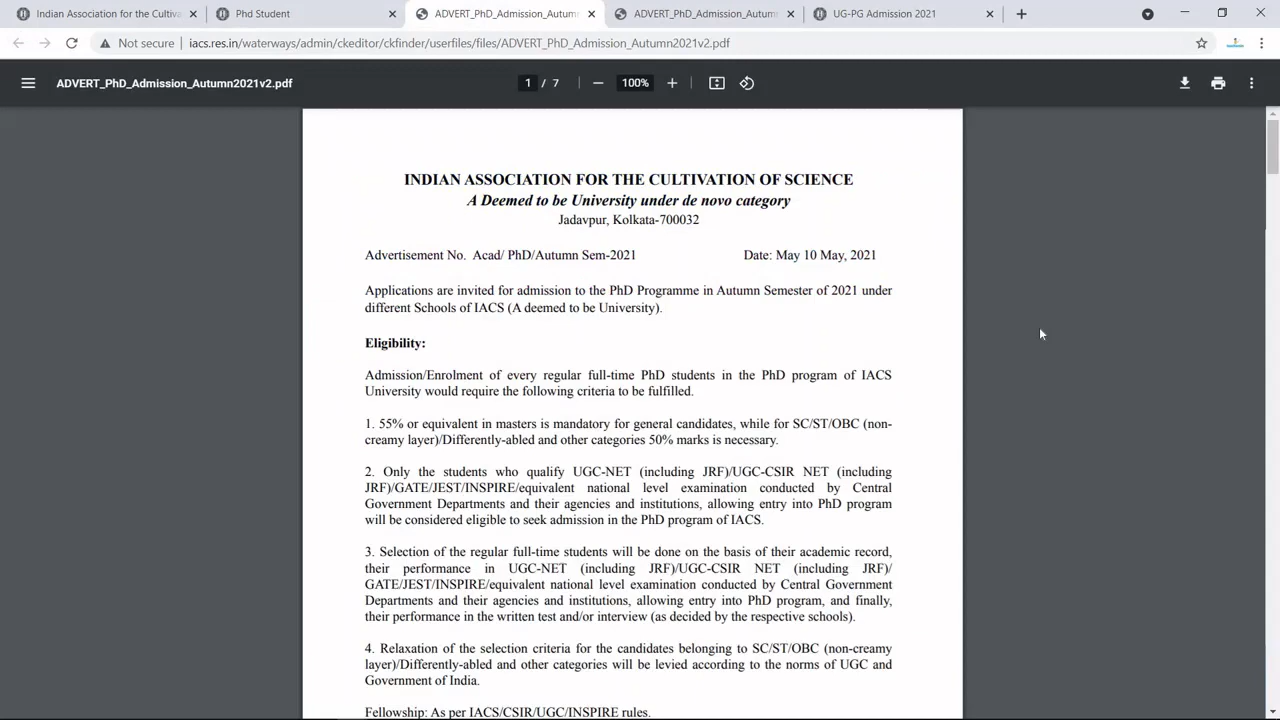 Indian Association for the Cultiva
Phd Student
ADVERT_PhD_Admission_Autumn
ADVERT_PhD_Admission_Autumn
UG-PG Admission 2021
Not secure
iacs.res.in/waterways/admin/ckeditor/ckfinder/userfiles/files/ADVERT_PhD_Admission_Autumn2021v2.pdf
ADVERT_PhD_Admission_Autumn2021v2.pdf
1 / 7
100%
INDIAN ASSOCIATION FOR THE CULTIVATION OF SCIENCE
A Deemed to be University under de novo category
Jadavpur, Kolkata-700032
Advertisement No. Acad/ PhD/Autumn Sem-2021
Date: May 10 May, 2021
Applications are invited for admission to the PhD Programme in Autumn Semester of 2021 under
different Schools of IACS (A deemed to be University).
Eligibility:
Admission/Enrolment of every regular full-time PhD students in the PhD program of IACS
University would require the following criteria to be fulfilled.
1. 55% or equivalent in masters is mandatory for general candidates, while for SC/ST/OBC (non-
creamy layer)/Differently-abled and other categories 50% marks is necessary.
2. Only the students who qualify UGC-NET (including JRF)/UGC-CSIR NET (including
JRF)/GATE/JEST/INSPIRE/equivalent national level examination conducted by Central
Government Departments and their agencies and institutions, allowing entry into PhD program
will be considered eligible to seek admission in the PhD program of IACS.
3. Selection of the regular full-time students will be done on the basis of their academic record,
their performance in UGC-NET (including JRF)/UGC-CSIR NET (including JRF)/
GATE/JEST/INSPIRE/equivalent national level examination conducted by Central Government
Departments and their agencies and institutions, allowing entry into PhD program, and finally,
their performance in the written test and/or interview (as decided by the respective schools).
4. Relaxation of the selection criteria for the candidates belonging to SC/ST/OBC (non-creamy
layer)/Differently-abled and other categories will be levied according to the norms of UGC and
Government of India.
Fellowship: As per IACS/CSIR/UGC/INSPIRE rules.